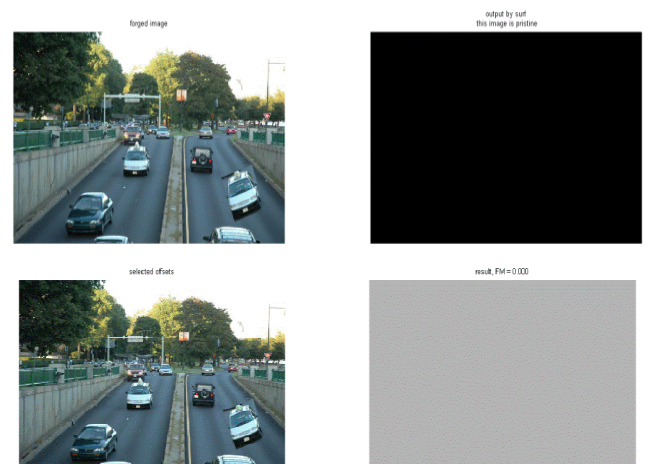 forged image
output by surf
this image is pristine
selected offsets
result, FM = 0.000